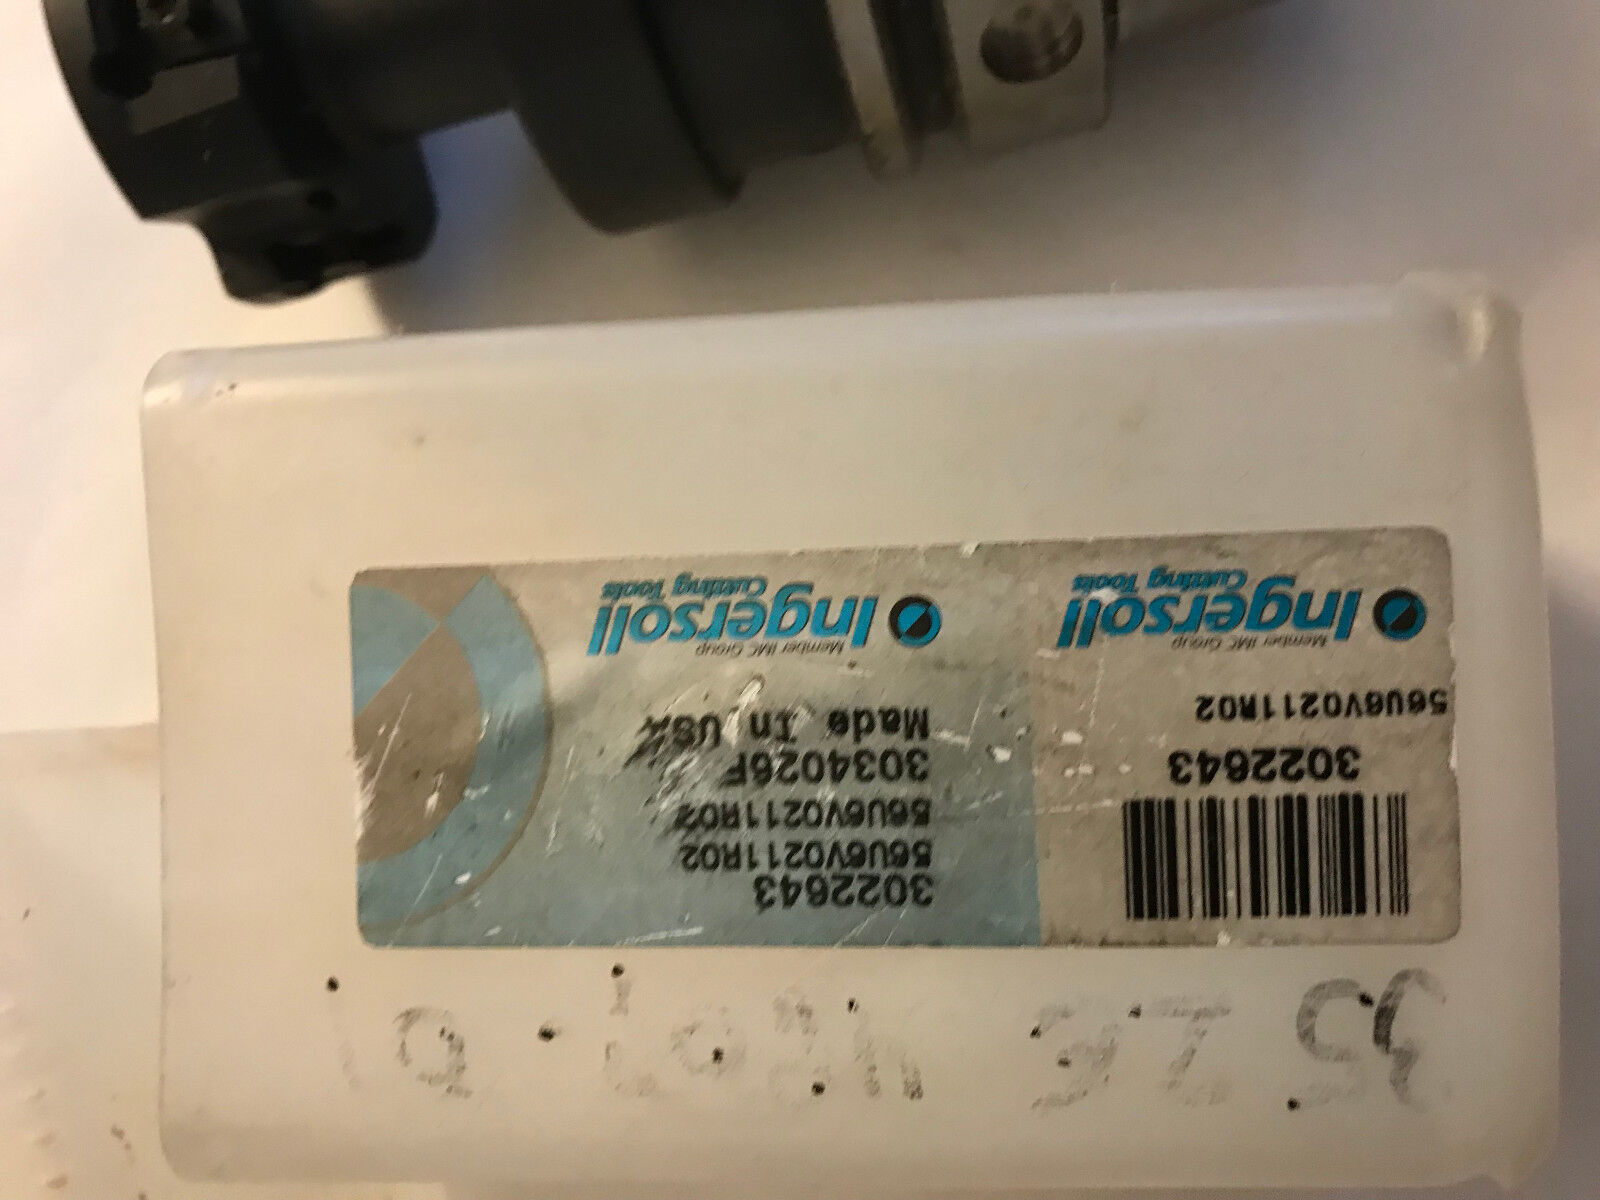 3022643
56U6V0211R02
Member IMC Group
Ingersoll
Cutting Tools
3022643
56U6V0211R02
56U6V0211R02
3034026F
Made In USA
Member IMC Group
Ingersoll
Cutting Tools